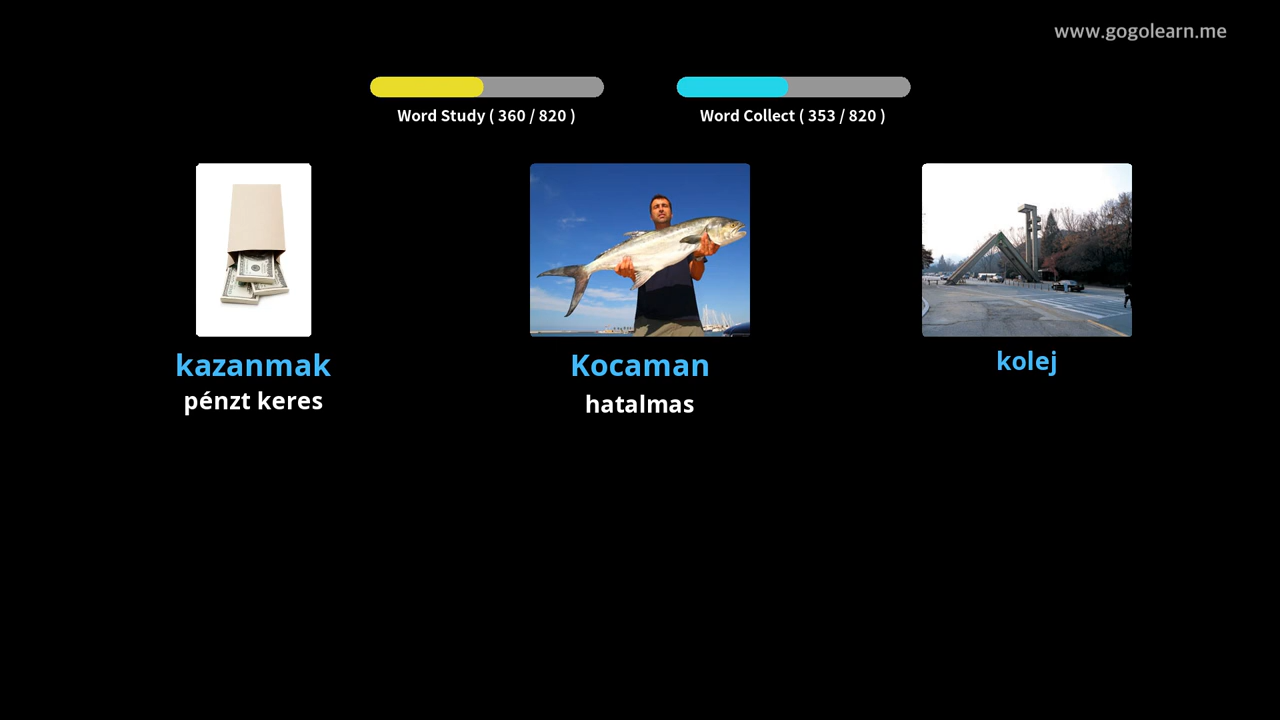 www.gogolearn.me
Word Study ( 360 / 820 )
Word Collect ( 353 / 820 )
kazanmak
pénzt keres
Kocaman
hatalmas
kolej